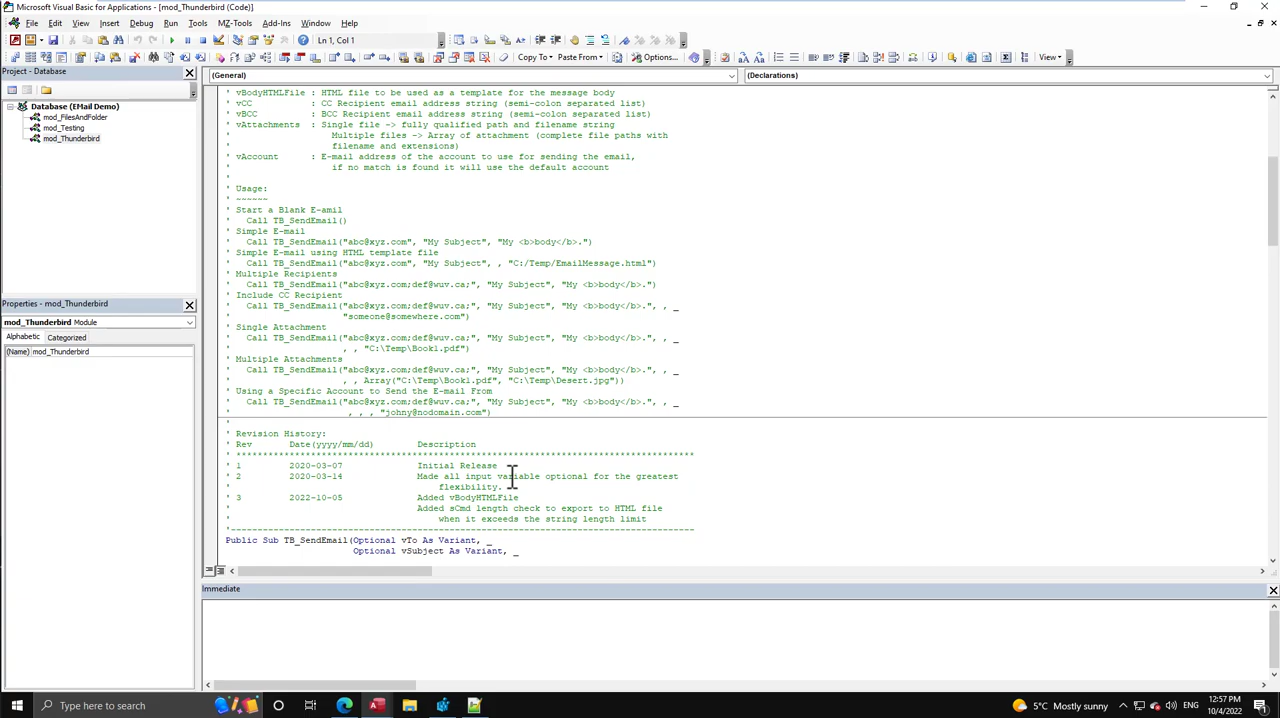 Microsoft Visual Basic for Applications - [mod_Thunderbird (Code)]
File Edit View Insert Format Debug Run Tools MZ-Tools Add-Ins Window Help
Ln 1, Col 1
Copy To Paste From Options... View
Project - Database
Database (EMail Demo)
mod_FilesAndFolder
mod_Testing
mod_Thunderbird
Properties - mod_Thunderbird
mod_Thunderbird Module
Alphabetic Categorized
(Name) mod_Thunderbird
(General) (Declarations)
' vBodyHTMLFile : HTML file to be used as a template for the message body
' vCC : CC Recipient email address string (semi-colon separated list)
' vBCC : BCC Recipient email address string (semi-colon separated list)
' vAttachments : Single file -> fully qualified path and filename string
' Multiple files -> Array of attachment (complete file paths with
' filename and extensions)
' vAccount : E-mail address of the account to use for sending the email,
' if no match is found it will use the default account
'
' Usage:
' ~~~~~~
' Start a Blank E-amil
' Call TB_SendEmail()
' Simple E-mail
' Call TB_SendEmail("abc@xyz.com", "My Subject", "My <b>body</b>.")
' Simple E-mail using HTML template file
' Call TB_SendEmail("abc@xyz.com", "My Subject", , "C:/Temp/EmailMessage.html")
' Multiple Recipients
' Call TB_SendEmail("abc@xyz.com;def@wuv.ca;", "My Subject", "My <b>body</b>.")
' Include CC Recipient
' Call TB_SendEmail("abc@xyz.com;def@wuv.ca;", "My Subject", "My <b>body</b>.", , _
' "someone@somewhere.com")
' Single Attachment
' Call TB_SendEmail("abc@xyz.com;def@wuv.ca;", "My Subject", "My <b>body</b>.", , _
' , , "C:\Temp\Book1.pdf")
' Multiple Attachments
' Call TB_SendEmail("abc@xyz.com;def@wuv.ca;", "My Subject", "My <b>body</b>.", , _
' , , Array("C:\Temp\Book1.pdf", "C:\Temp\Desert.jpg"))
' Using a Specific Account to Send the E-mail From
' Call TB_SendEmail("abc@xyz.com;def@wuv.ca;", "My Subject", "My <b>body</b>.", , _
' , , , "johny@nodomain.com")
'
' Revision History:
' Rev Date(yyyy/mm/dd) Description
' **************************************************************************************
' 1 2020-03-07 Initial Release
' 2 2020-03-14 Made all input variable optional for the greatest
' flexibility.
' 3 2022-10-05 Added vBodyHTMLFile
' Added sCmd length check to export to HTML file
' when it exceeds the string length limit
'---------------------------------------------------------------------------------------
Public Sub TB_SendEmail(Optional vTo As Variant, _
Optional vSubject As Variant, _
Immediate
Type here to search
5°C Mostly sunny
12:57 PM
10/4/2022
1